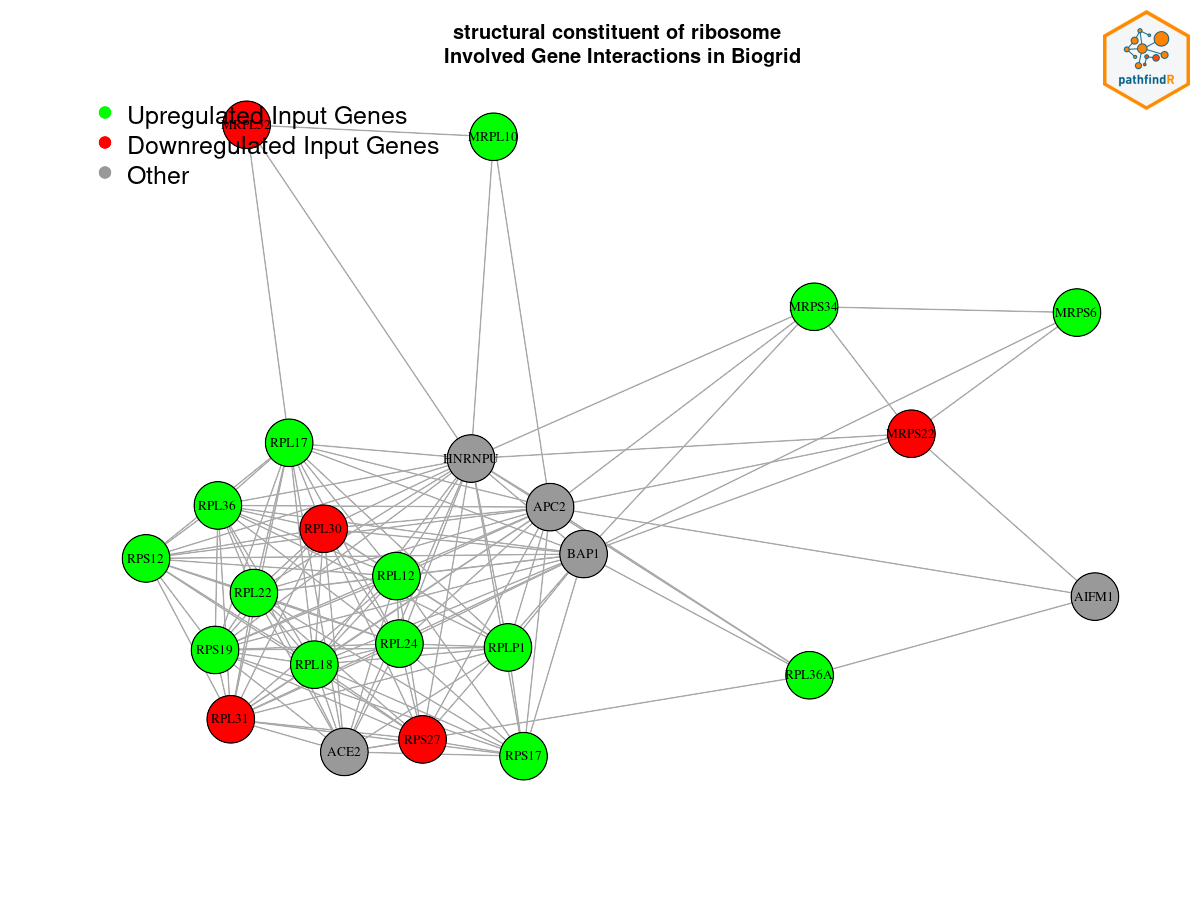 structural constituent of ribosome
Involved Gene Interactions in Biogrid
pathfindR
Upregulated Input Genes
Downregulated Input Genes
Other
MRPL32
MRPL10
MRPS34
MRPS6
RPL17
MRPS22
HNRNPU
RPL36
APC2
RPL30
BAP1
RPS12
RPL12
RPL22
AIFM1
RPS19
RPL24
RPLP1
RPL18
RPL36A
RPL31
RPS27
ACE2
RPS17